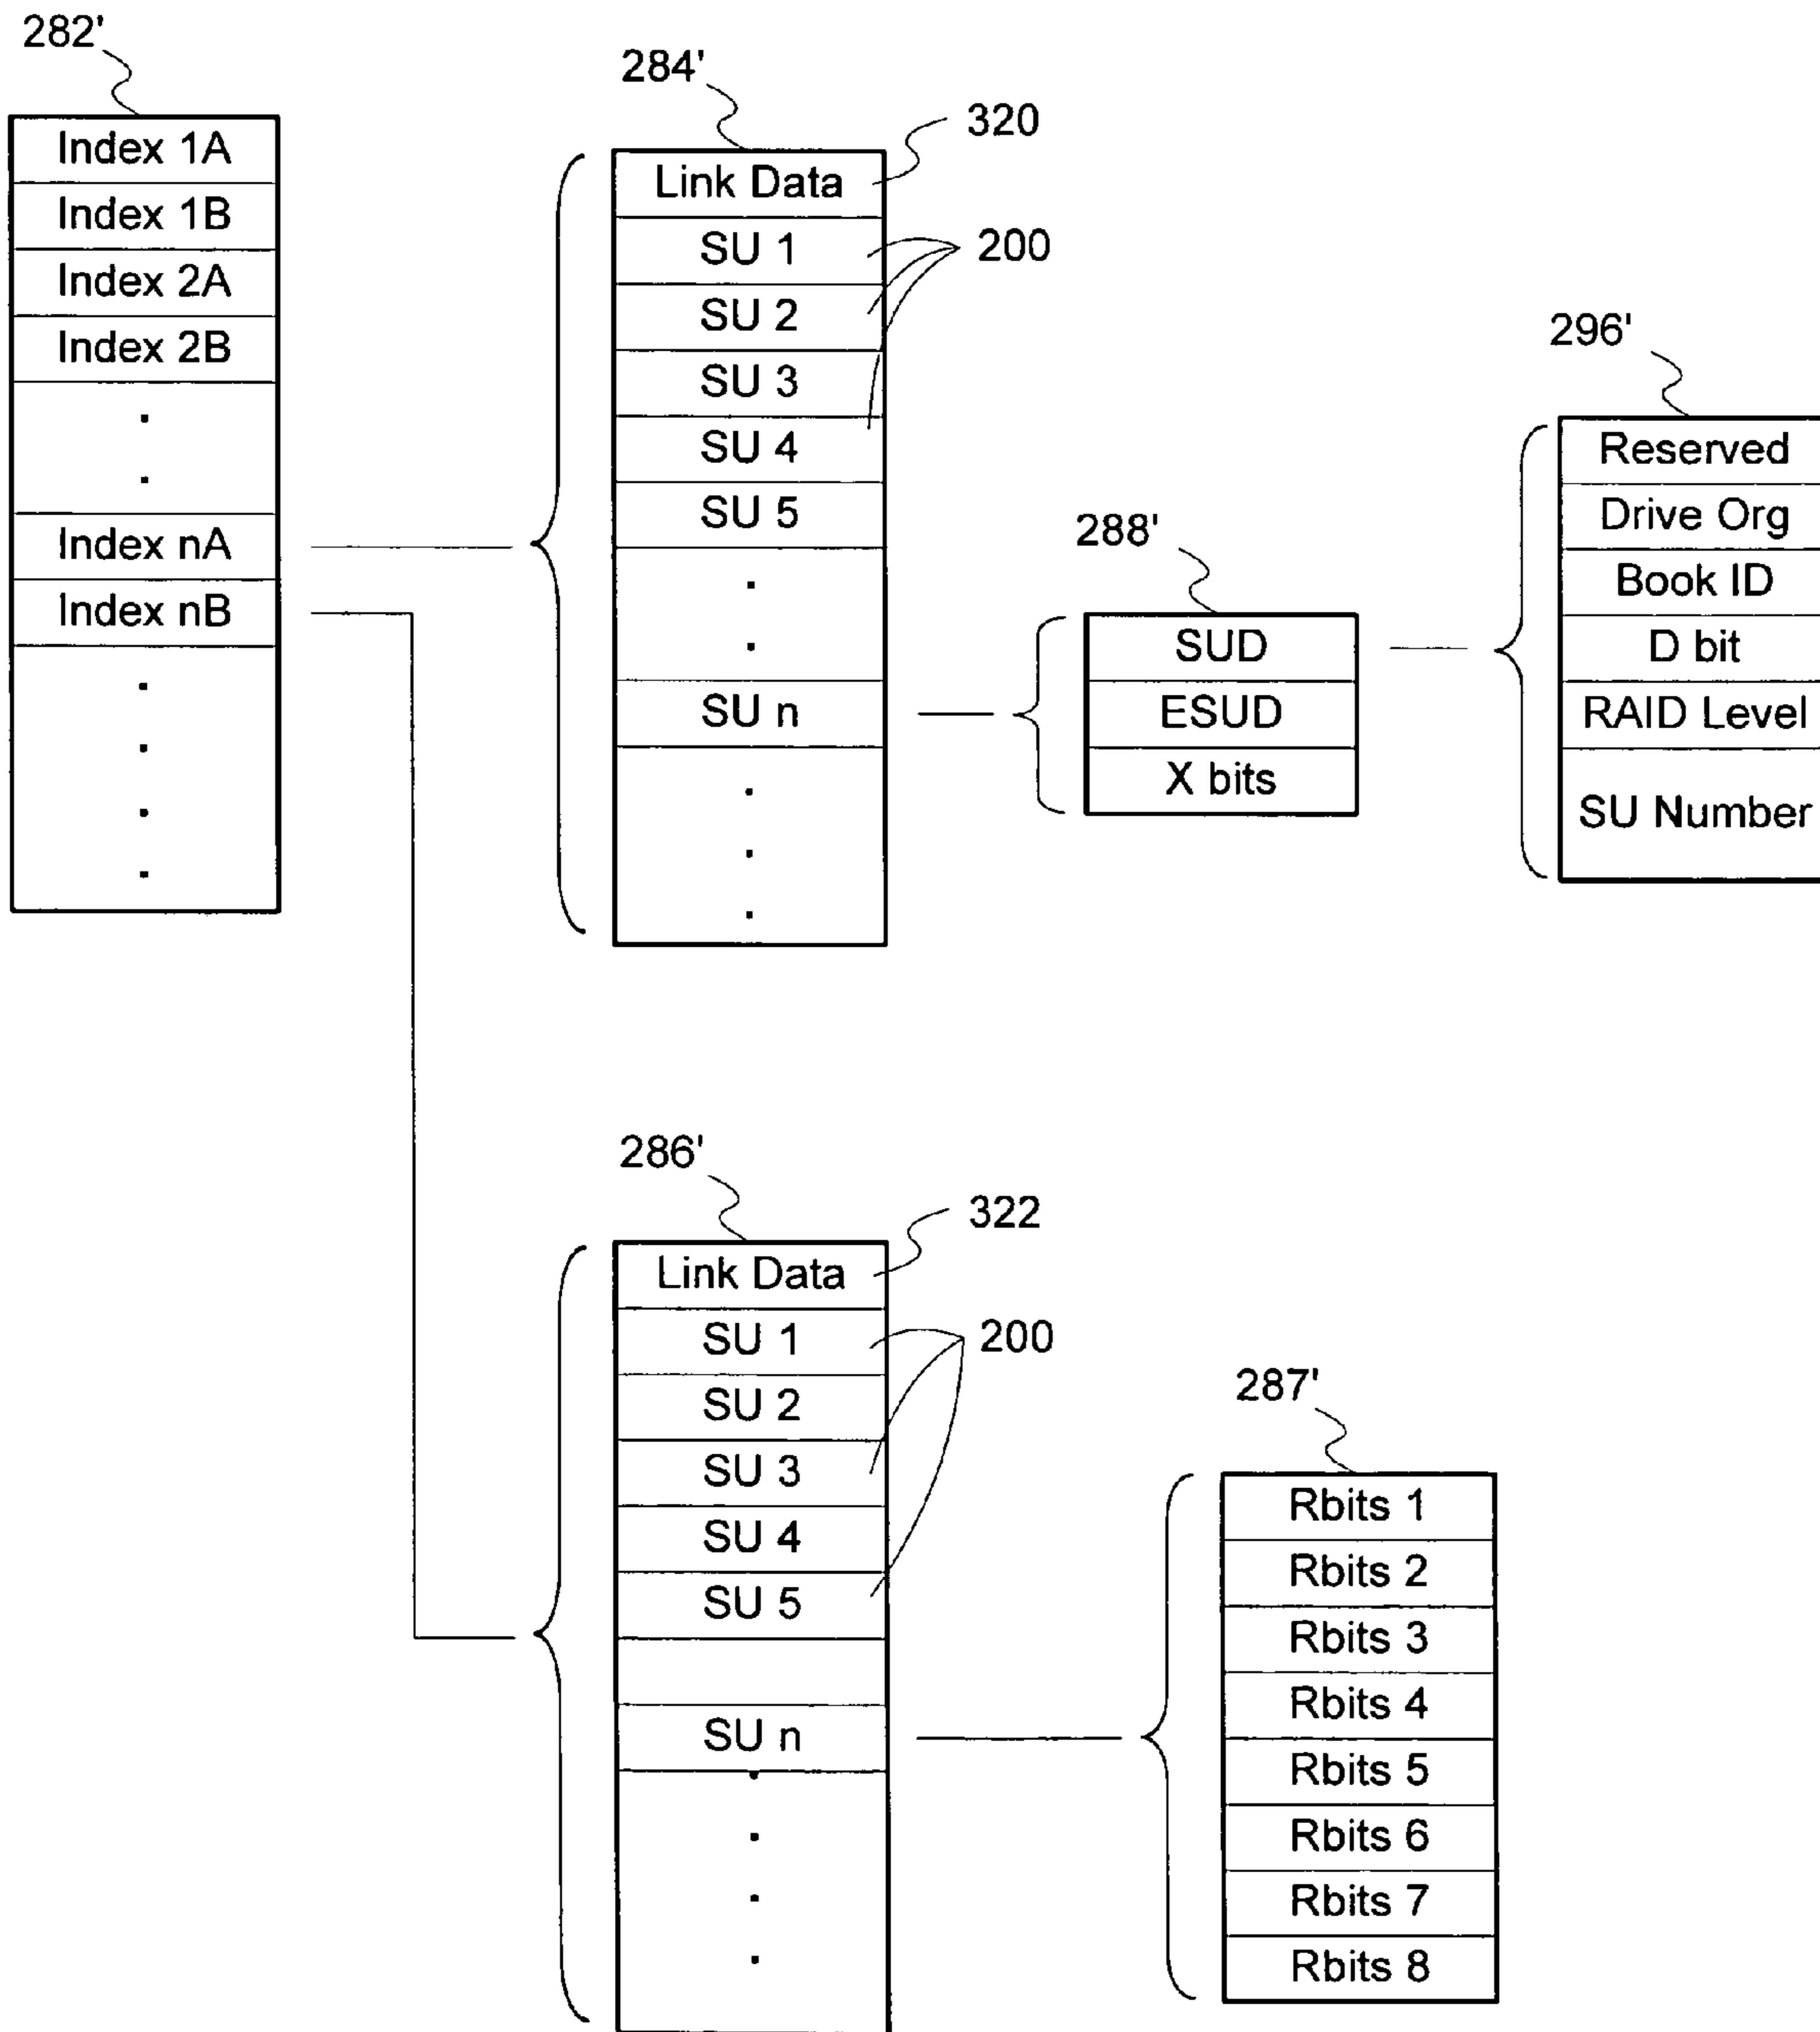 282'
Index 1A
Index 1B
Index 2A
Index 2B
.
.
Index nA
Index nB
.
.
.
.
284'
320
Link Data
SU 1
200
SU 2
SU 3
SU 4
SU 5
.
.
SU n
.
.
.
288'
SUD
ESUD
X bits
296'
Reserved
Drive Org
Book ID
D bit
RAID Level
SU Number
286'
322
Link Data
SU 1
200
SU 2
SU 3
SU 4
SU 5
SU n
.
.
.
.
287'
Rbits 1
Rbits 2
Rbits 3
Rbits 4
Rbits 5
Rbits 6
Rbits 7
Rbits 8